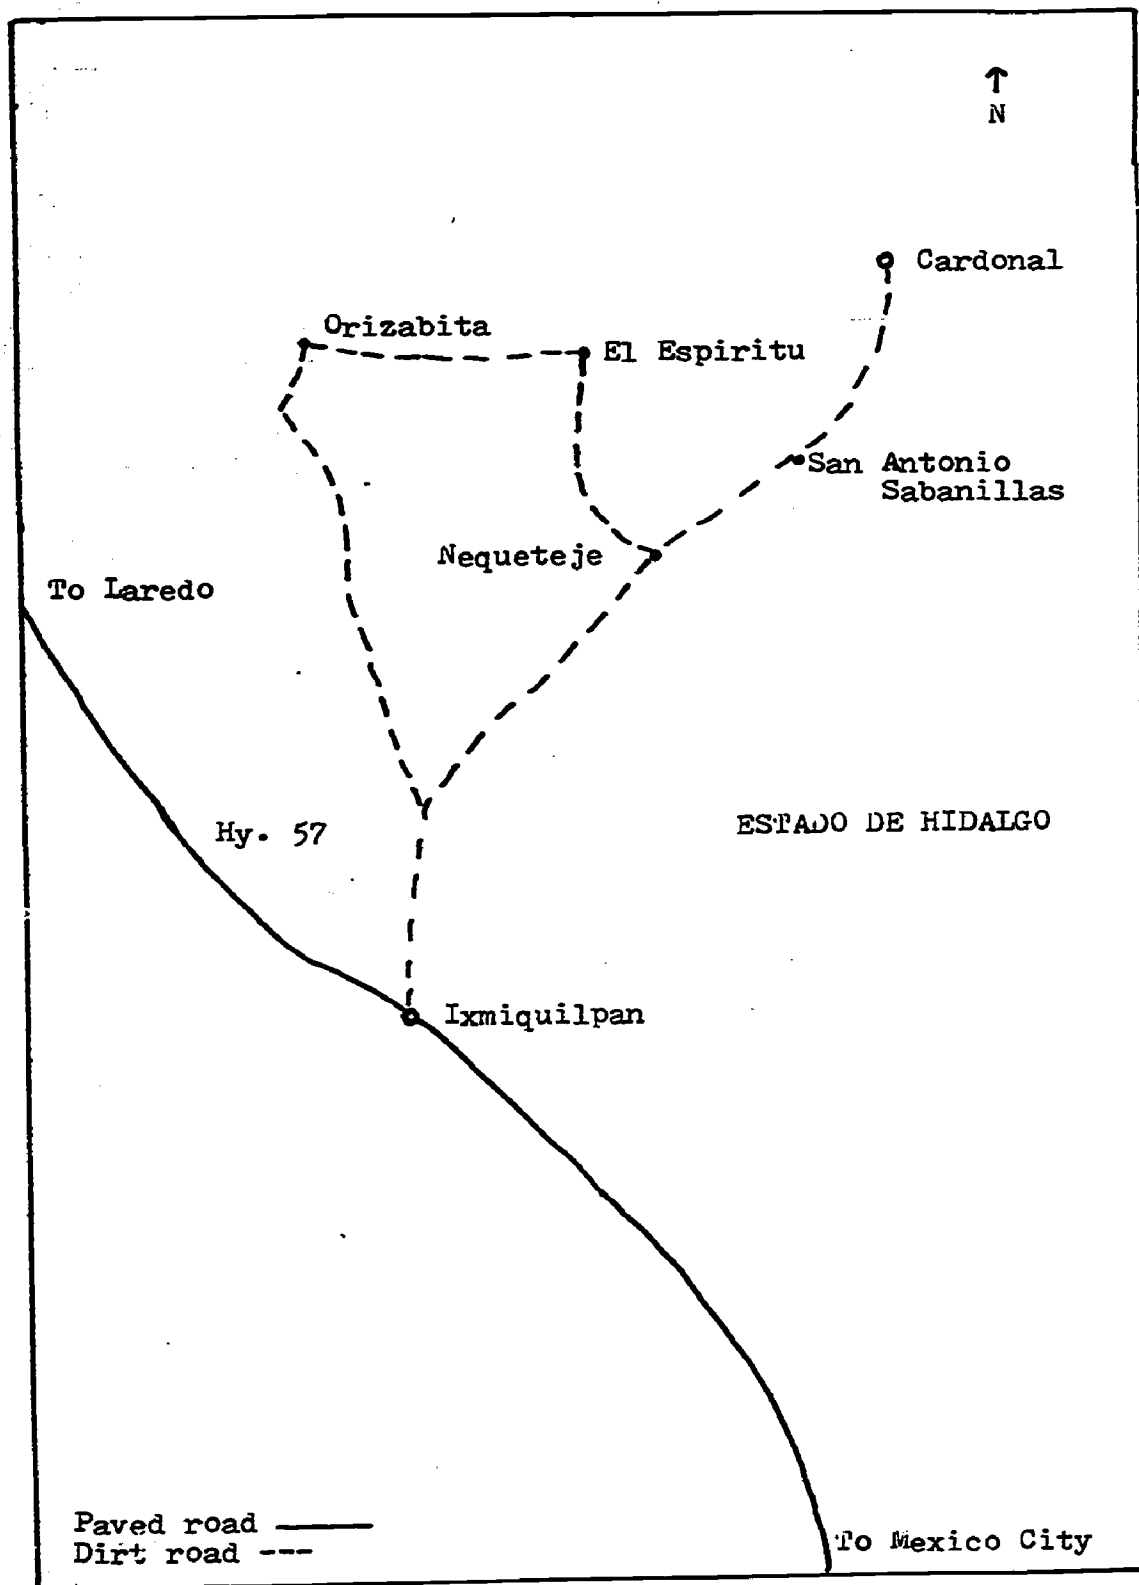 N
Cardonal
Orizabita
El Espiritu
San Antonio
Sabanillas
Nequeteje
To Laredo
Hy. 57
ESTADO DE HIDALGO
Ixmiquilpan
Paved road
Dirt road
To Mexico City